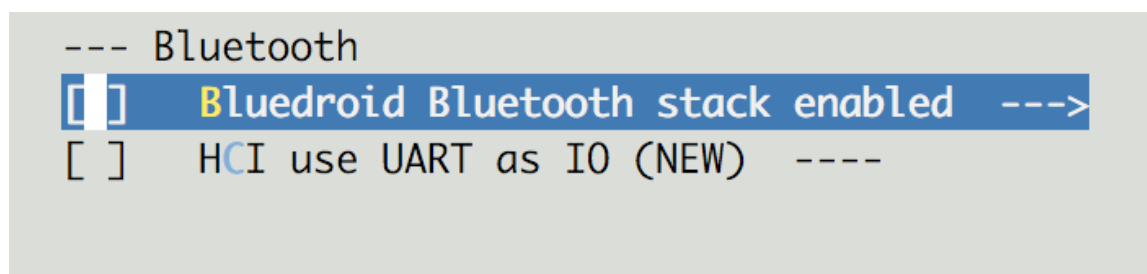 --- Bluetooth
[ ] Bluedroid Bluetooth stack enabled --->
[ ] HCI use UART as IO (NEW) ----